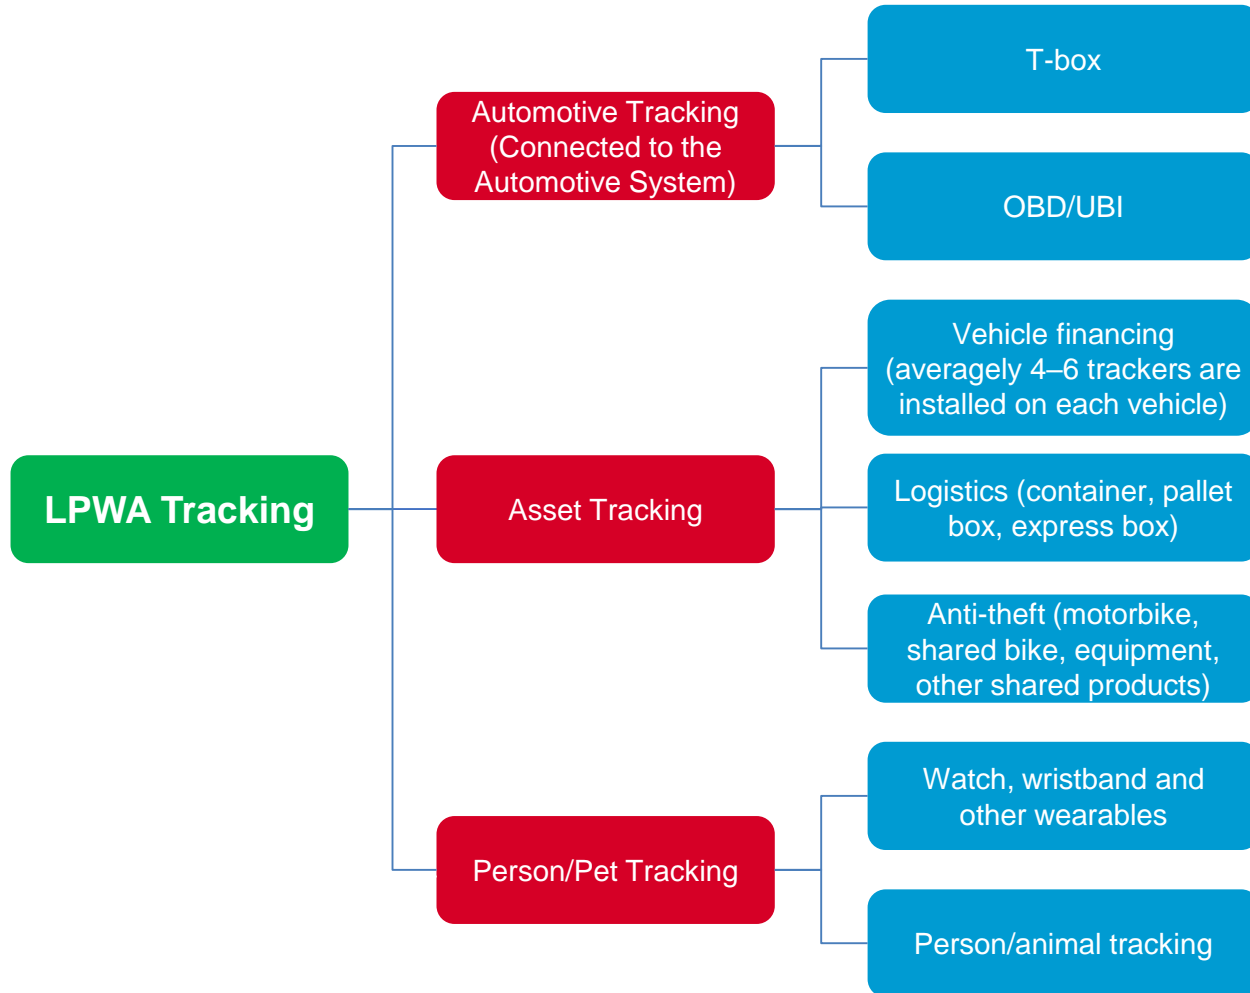 T-box
Automotive Tracking
(Connected to the
Automotive System)
OBD/UBI
Vehicle financing
(averagely 4–6 trackers are
installed on each vehicle)
LPWA Tracking
Asset Tracking
Logistics (container, pallet
box, express box)
Anti-theft (motorbike,
shared bike, equipment,
other shared products)
Watch, wristband and
other wearables
Person/Pet Tracking
Person/animal tracking